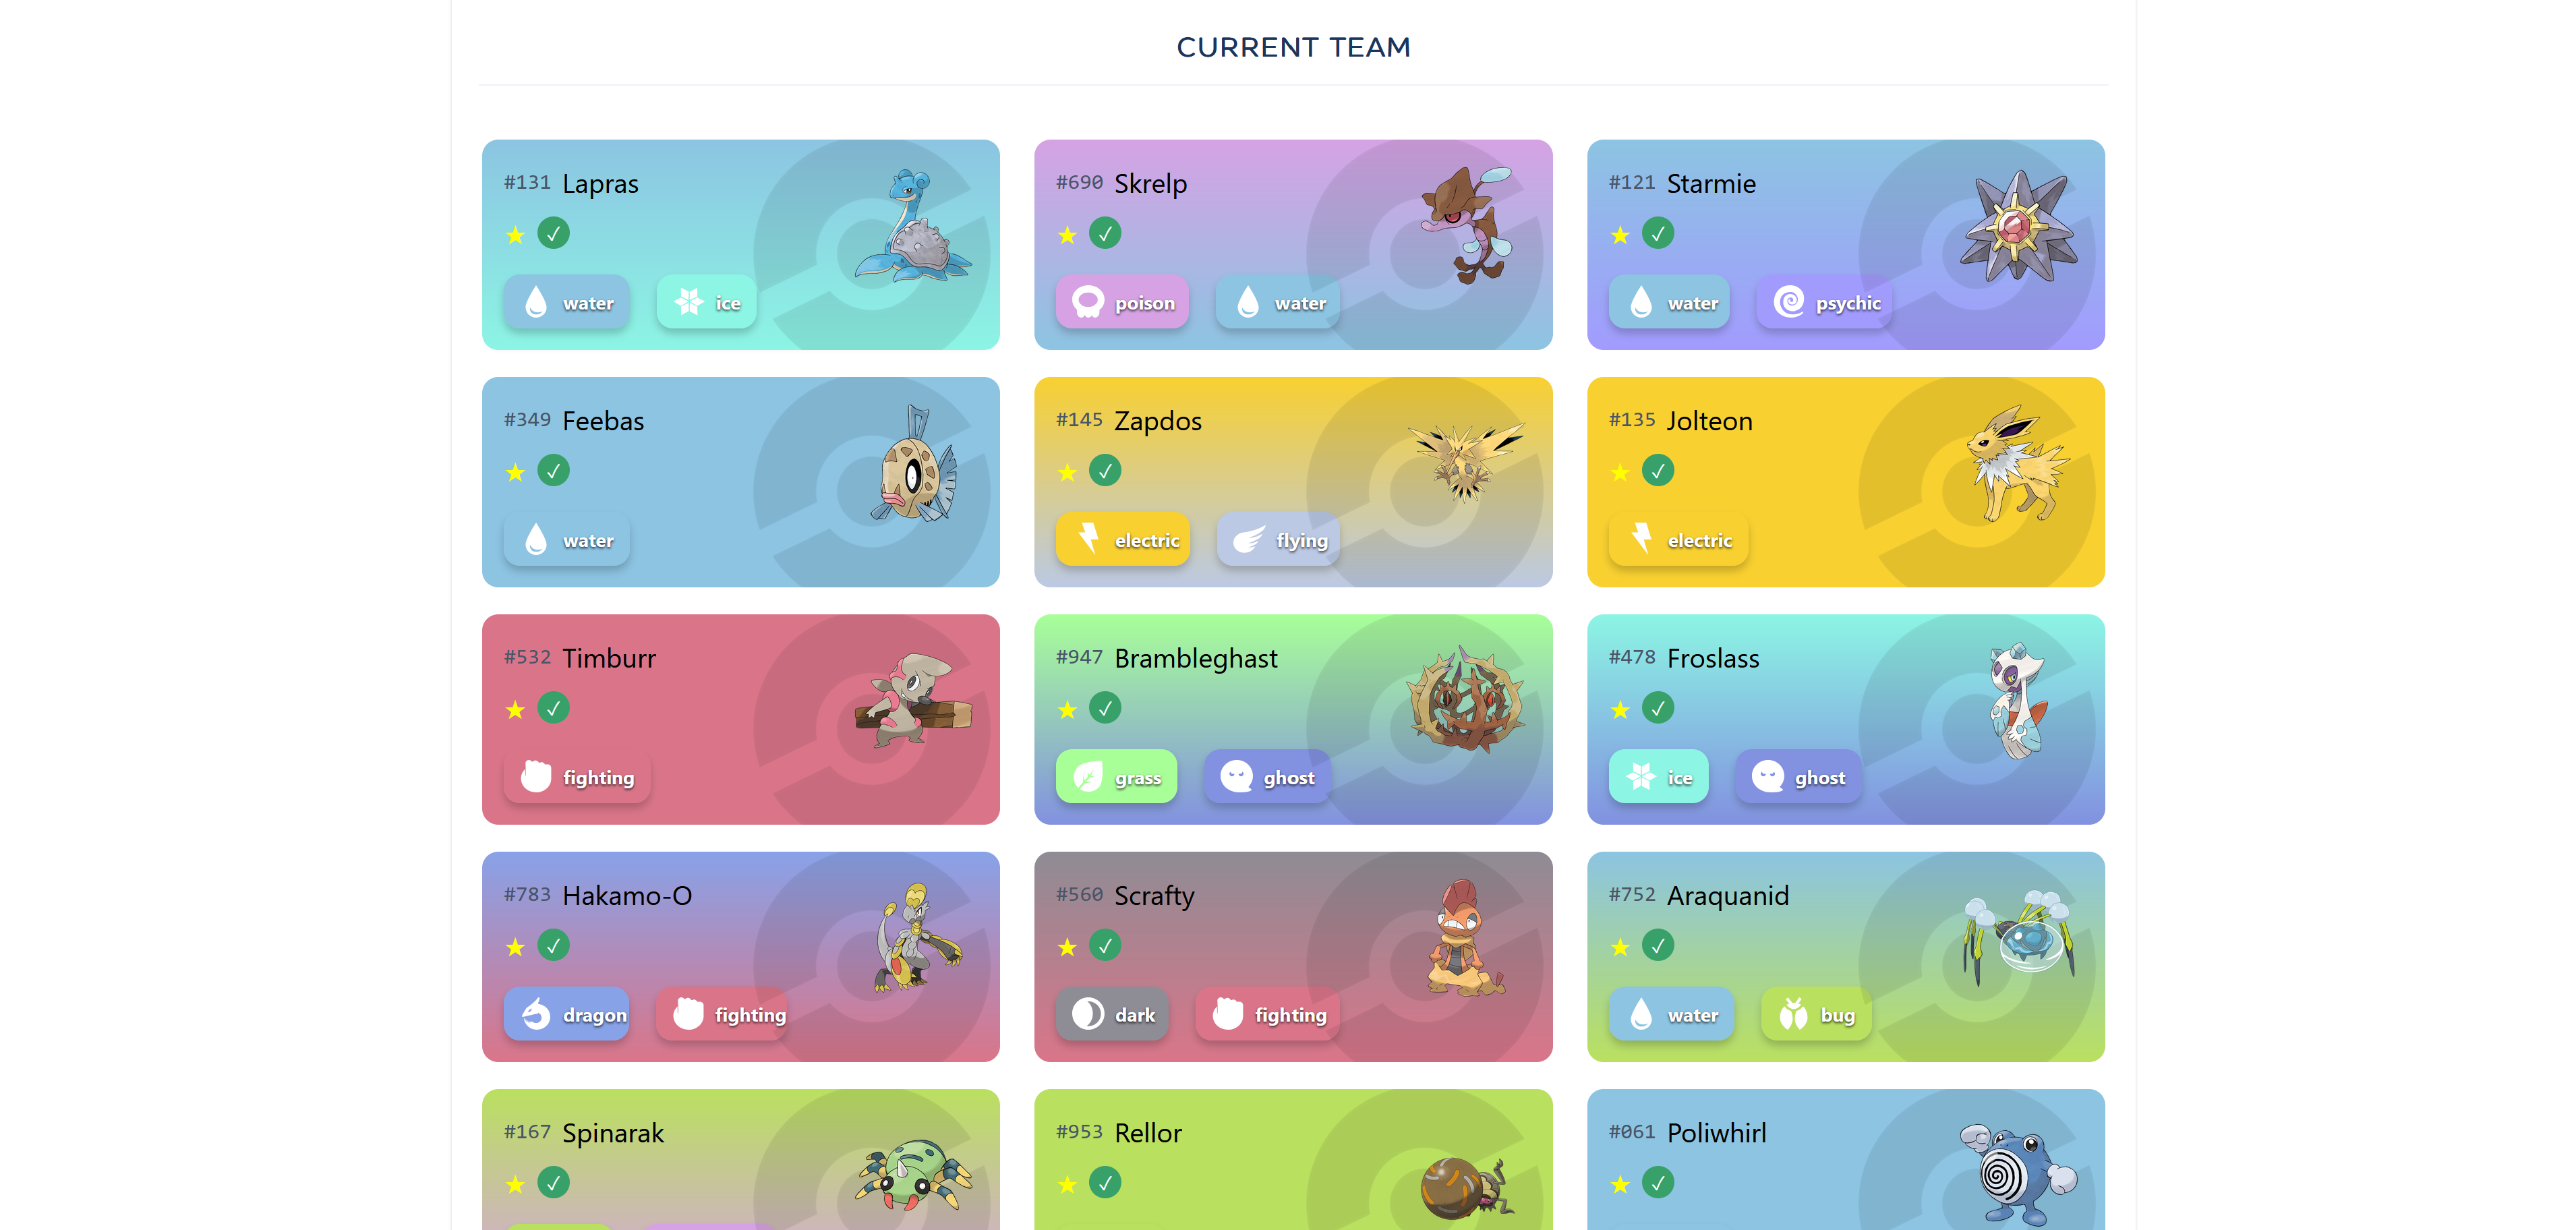 CURRENT TEAM
#131 Lapras
water ice
#690 Skrelp
poison water
#121 Starmie
water psychic
#349 Feebas
water
#145 Zapdos
electric flying
#135 Jolteon
electric
#532 Timburr
fighting
#947 Brambleghast
grass ghost
#478 Froslass
ice ghost
#783 Hakamo-O
dragon fighting
#560 Scrafty
dark fighting
#752 Araquanid
water bug
#167 Spinarak
#953 Rellor
#061 Poliwhirl